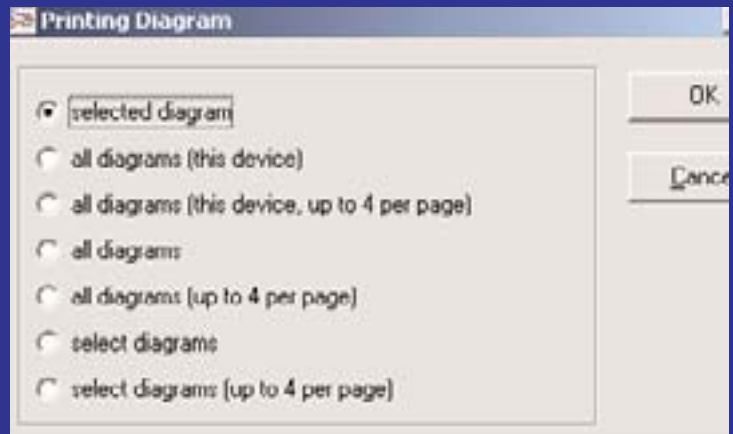 Printing Diagram
selected diagram
OK
all diagrams (this device)
Cance
all diagrams (this device, up to 4 per page)
all diagrams
all diagrams (up to 4 per page)
select diagrams
select diagrams (up to 4 per page)